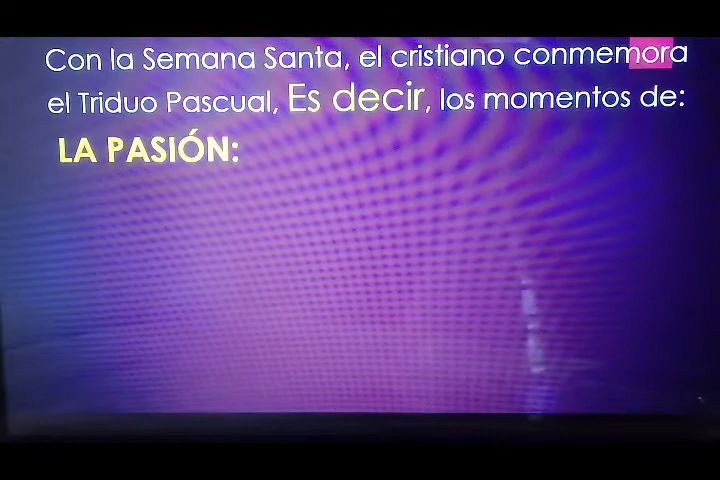 Con la Semana Santa, el cristiano conmemora
el Triduo Pascual, Es decir, los momentos de:
LA PASIÓN: